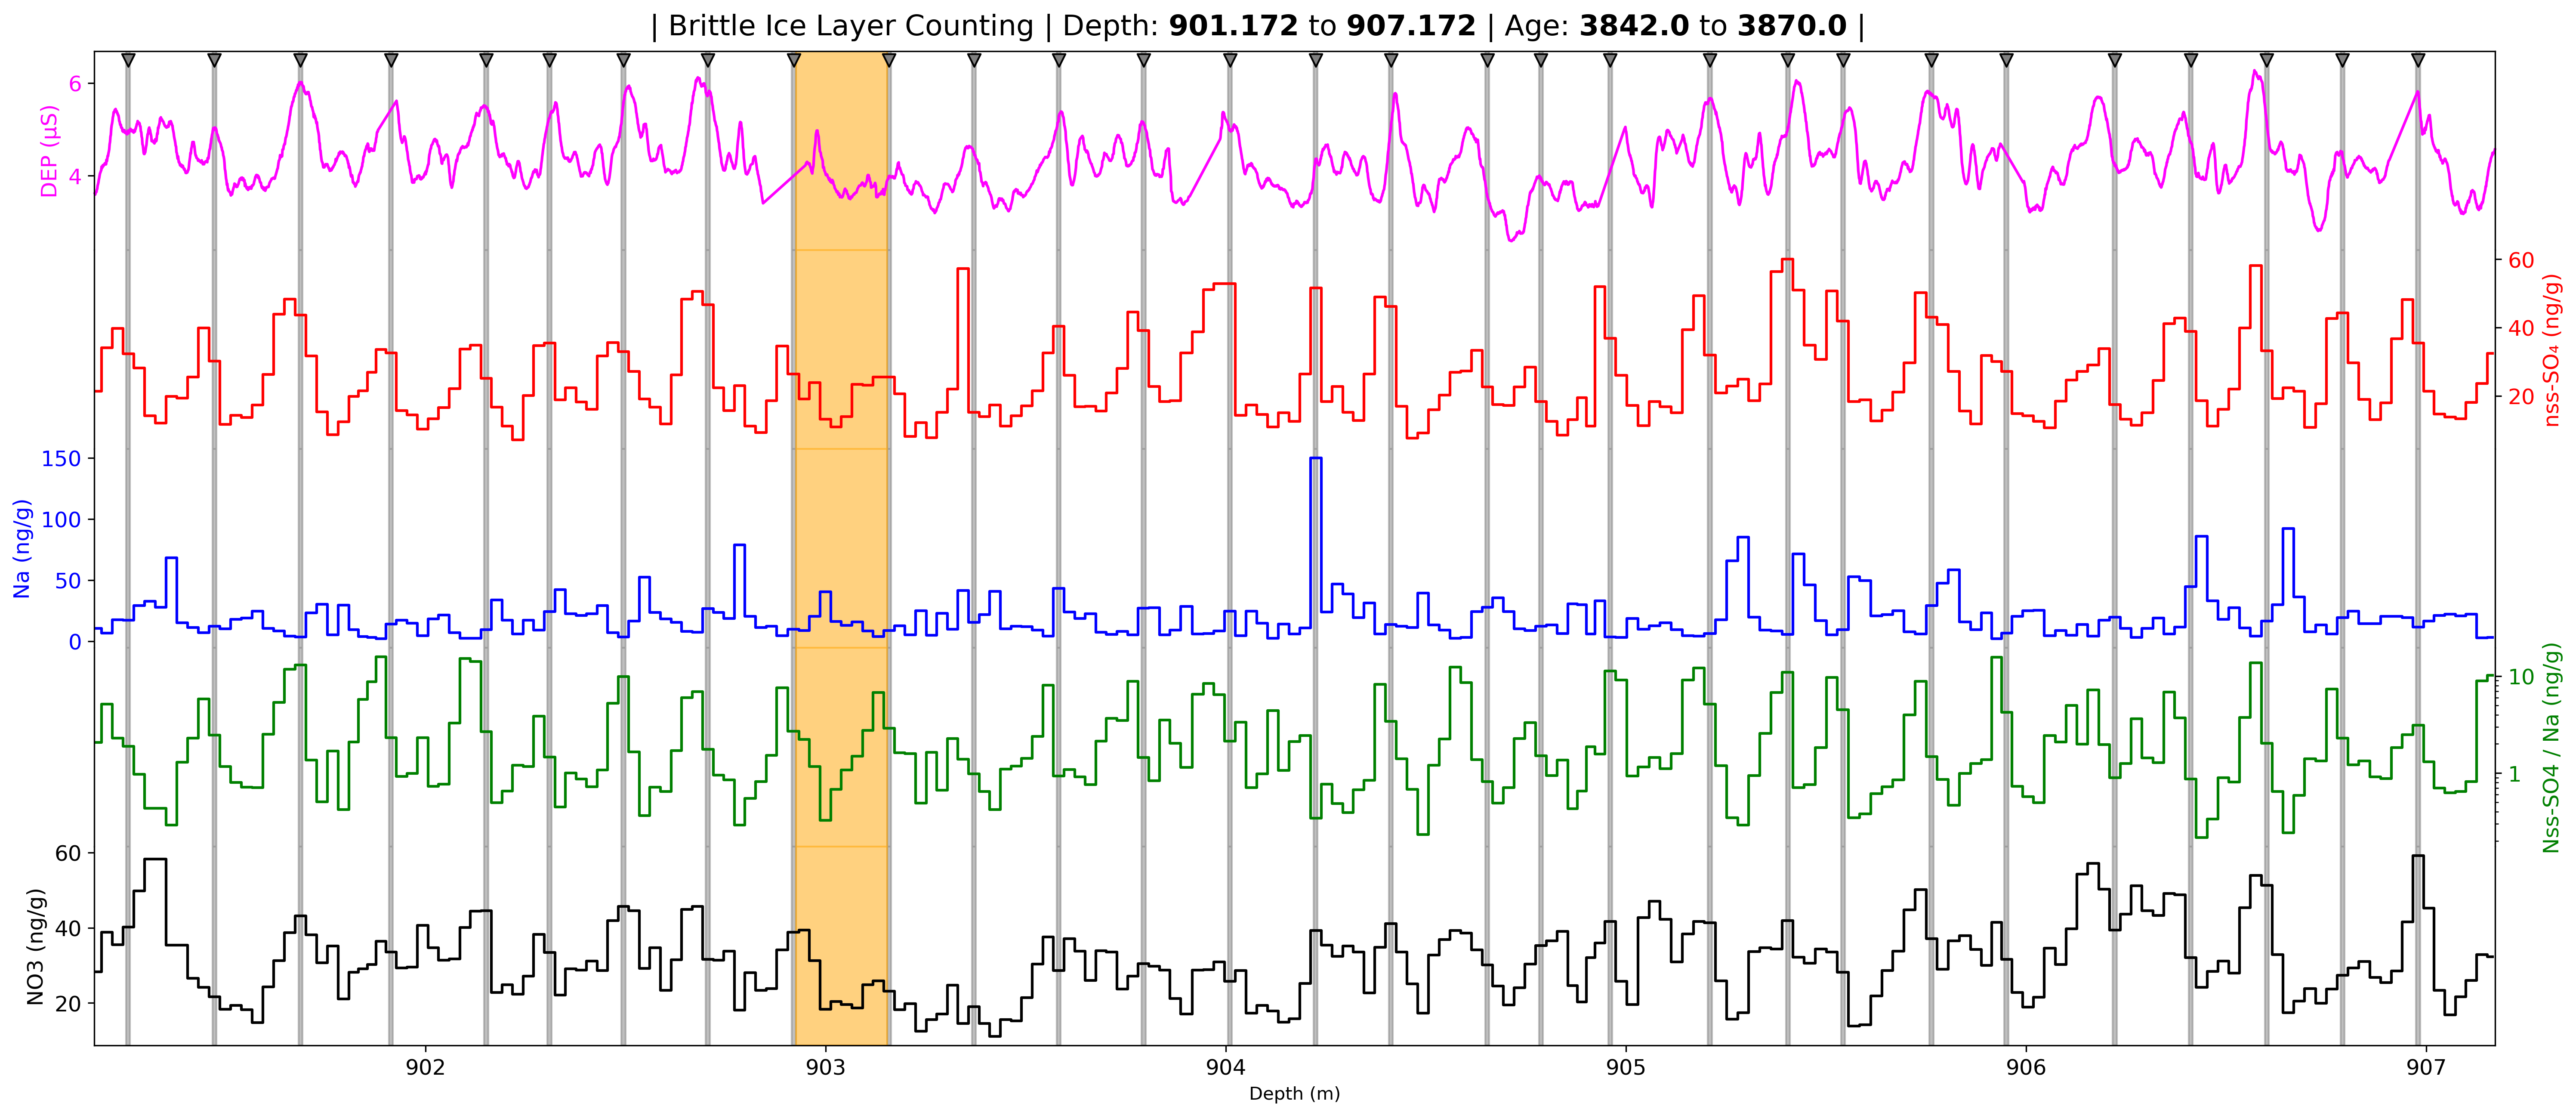 | Brittle Ice Layer Counting | Depth: 901.172 to 907.172 | Age: 3842.0 to 3870.0 |
6
4
DEP (μS)
60
40
20
nss-SO₄ (ng/g)
150
100
50
0
Na (ng/g)
10
1
Nss-SO4 / Na (ng/g)
60
40
20
NO3 (ng/g)
902
903
904
905
906
907
Depth (m)